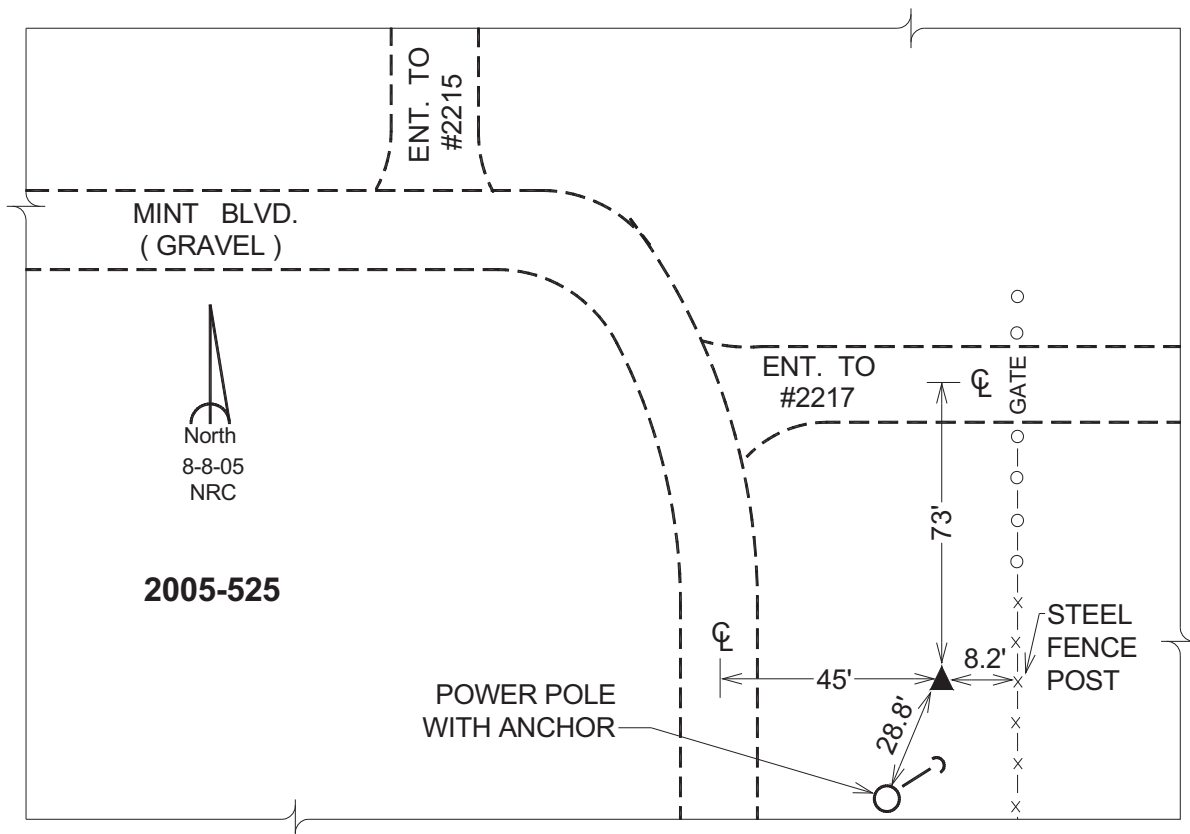 ENT. TO
#2215
MINT BLVD.
( GRAVEL )
ENT. TO
#2217
℄
GATE
North
8-8-05
NRC
73'
2005-525
℄
STEEL
FENCE
POST
8.2'
45'
POWER POLE
WITH ANCHOR
28.8'